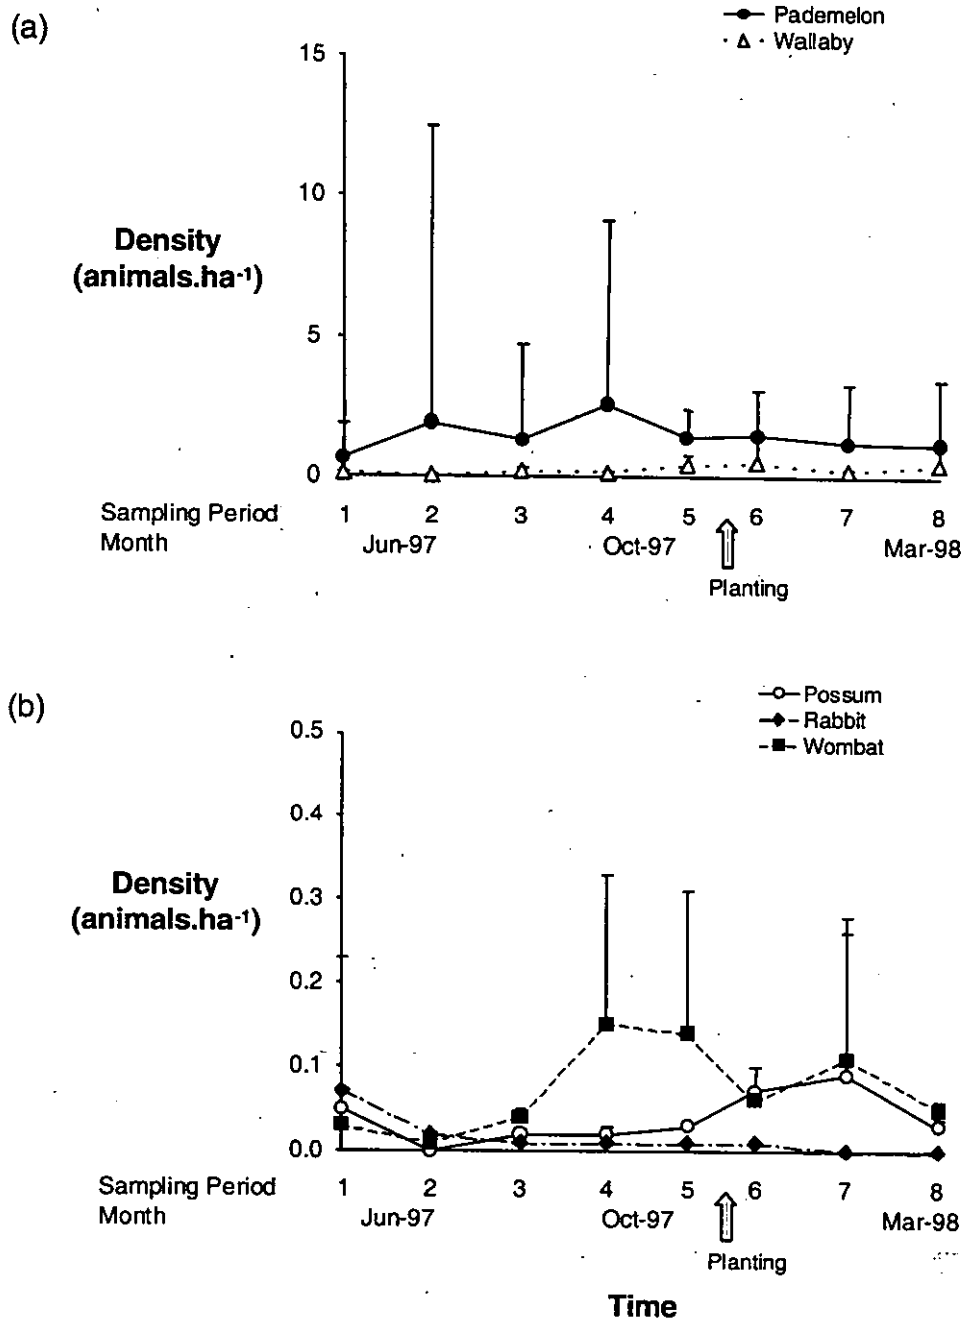 (a)
Pademelon
Wallaby
15
10
5
0
Density
(animals.ha-1)
Sampling Period 1 2 3 4 5 6 7 8
Month Jun-97 Oct-97 Mar-98
Planting
(b)
Possum
Rabbit
Wombat
0.5
0.4
0.3
0.2
0.1
0.0
Density
(animals.ha-1)
Sampling Period 1 2 3 4 5 6 7 8
Month Jun-97 Oct-97 Mar-98
Planting
Time